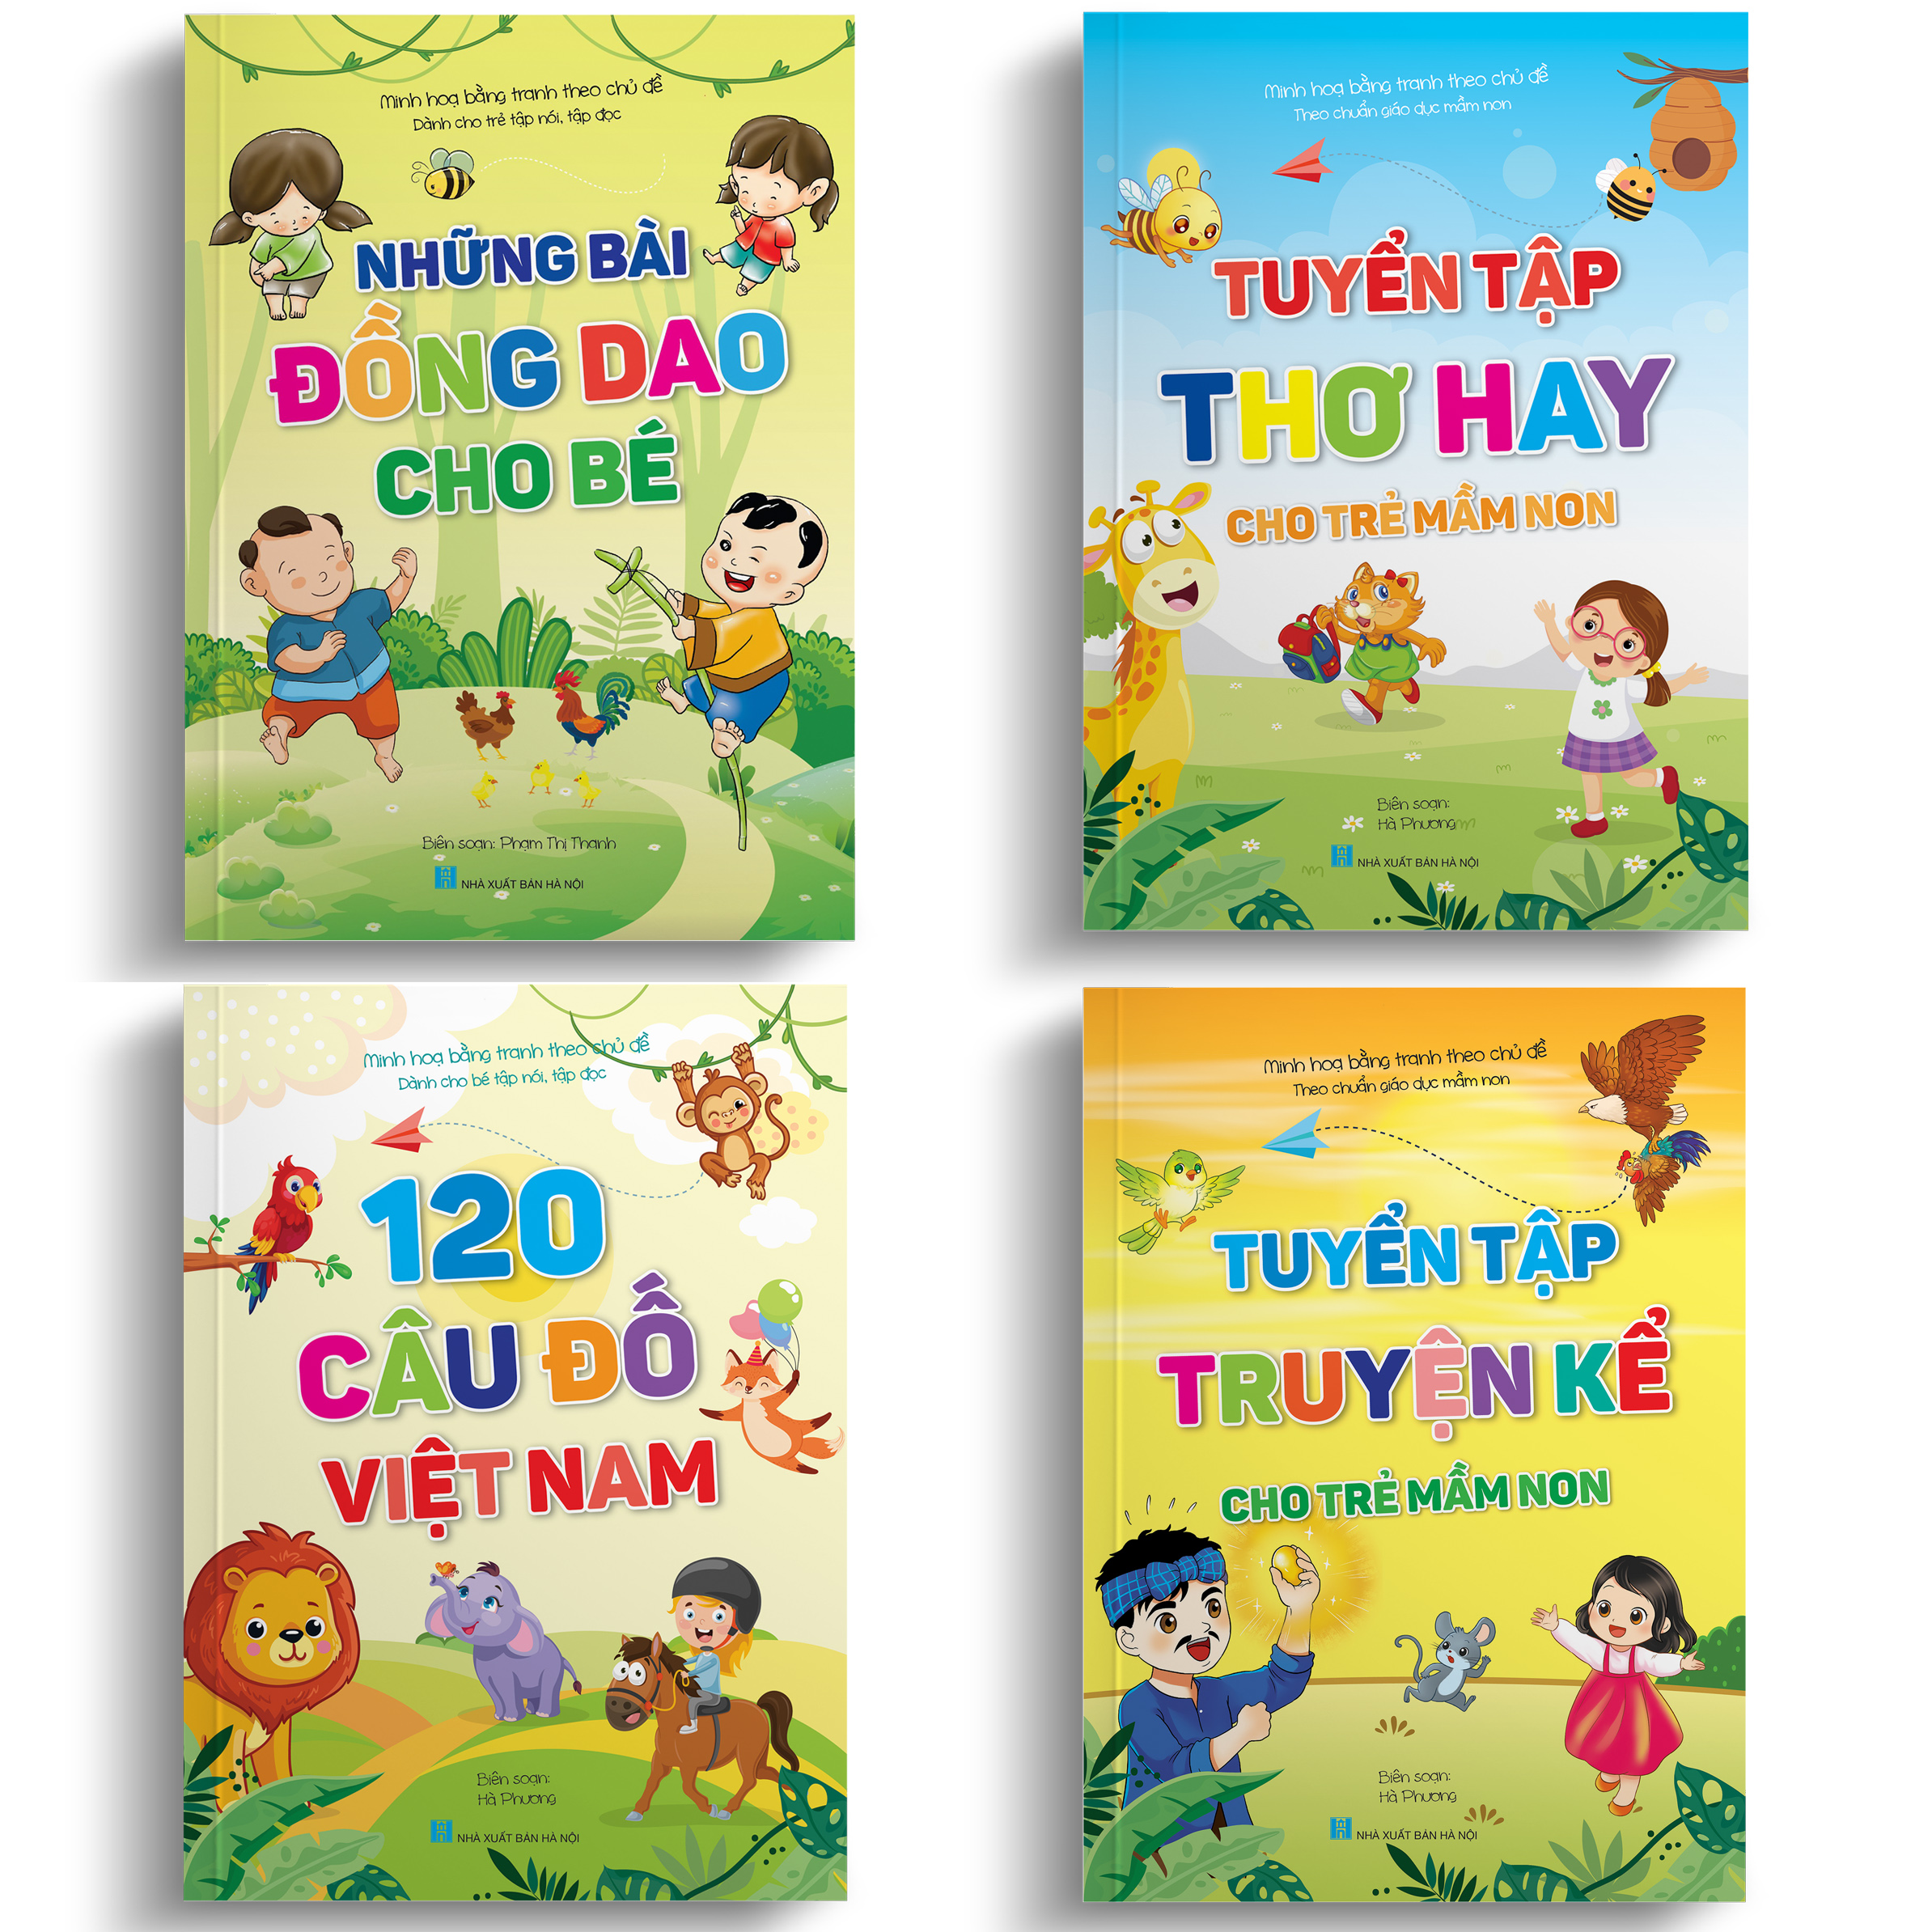 Minh hoạ bằng tranh theo chủ đề
Dành cho trẻ tập nói, tập đọc
NHỮNG BÀI
ĐỒNG DAO
CHO BÉ
Biên soạn: Phạm Thị Thanh
NHÀ XUẤT BẢN HÀ NỘI
Minh hoạ bằng tranh theo chủ đề
Theo chuẩn giáo dục mầm non
TUYỂN TẬP
THƠ HAY
CHO TRẺ MẦM NON
Biên soạn:
Hà Phương
NHÀ XUẤT BẢN HÀ NỘI
Minh hoạ bằng tranh theo chủ đề
Dành cho bé tập nói, tập đọc
120
CÂU ĐỐ
VIỆT NAM
Biên soạn:
Hà Phương
NHÀ XUẤT BẢN HÀ NỘI
Minh hoạ bằng tranh theo chủ đề
Theo chuẩn giáo dục mầm non
TUYỂN TẬP
TRUYỆN KỂ
CHO TRẺ MẦM NON
Biên soạn:
Hà Phương
NHÀ XUẤT BẢN HÀ NỘI